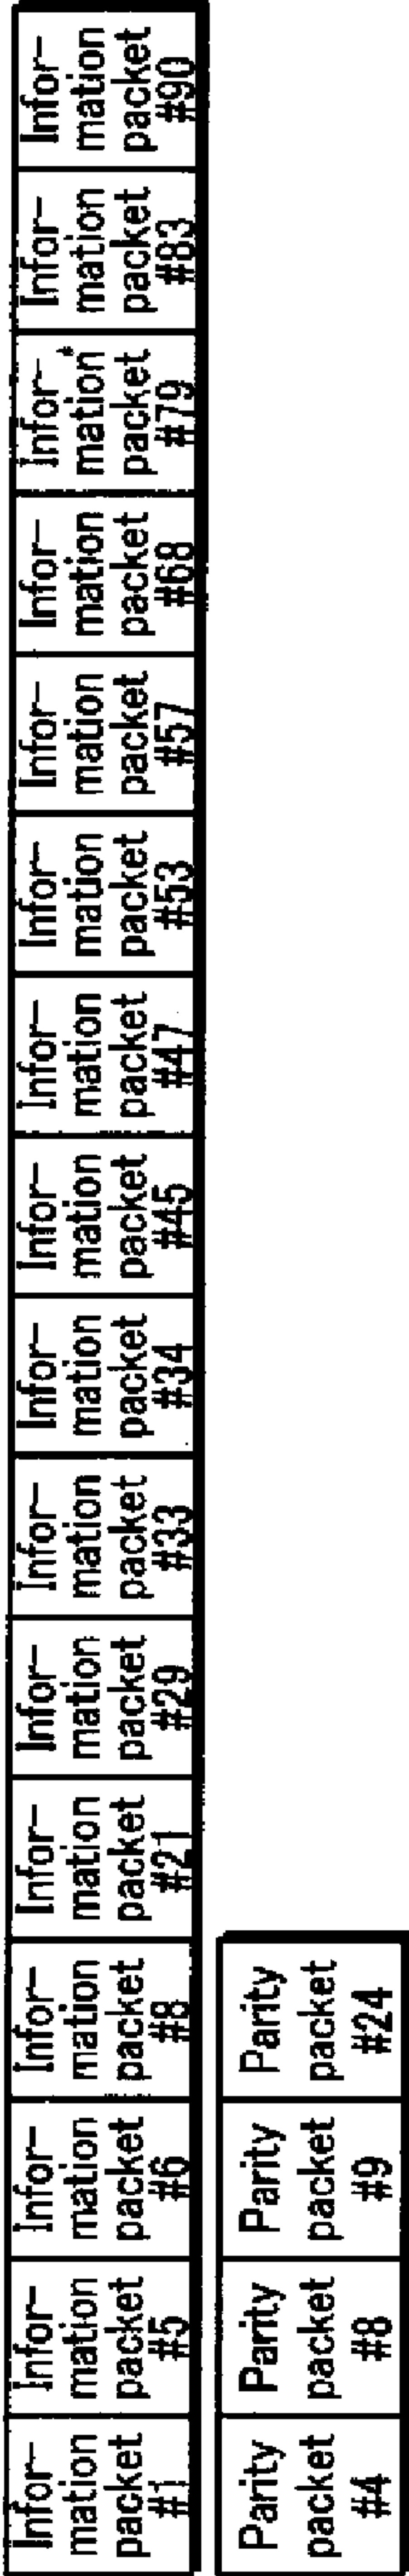 Infor-
mation
packet
#1
Infor-
mation
packet
#5
Infor-
mation
packet
#6
Infor-
mation
packet
#8
Infor-
mation
packet
#21
Infor-
mation
packet
#29
Infor-
mation
packet
#33
Infor-
mation
packet
#34
Infor-
mation
packet
#45
Infor-
mation
packet
#47
Infor-
mation
packet
#53
Infor-
mation
packet
#57
Infor-
mation
packet
#68
Infor-
mation
packet
#79
Infor-
mation
packet
#83
Infor-
mation
packet
#90
Parity
packet
#4
Parity
packet
#8
Parity
packet
#9
Parity
packet
#24